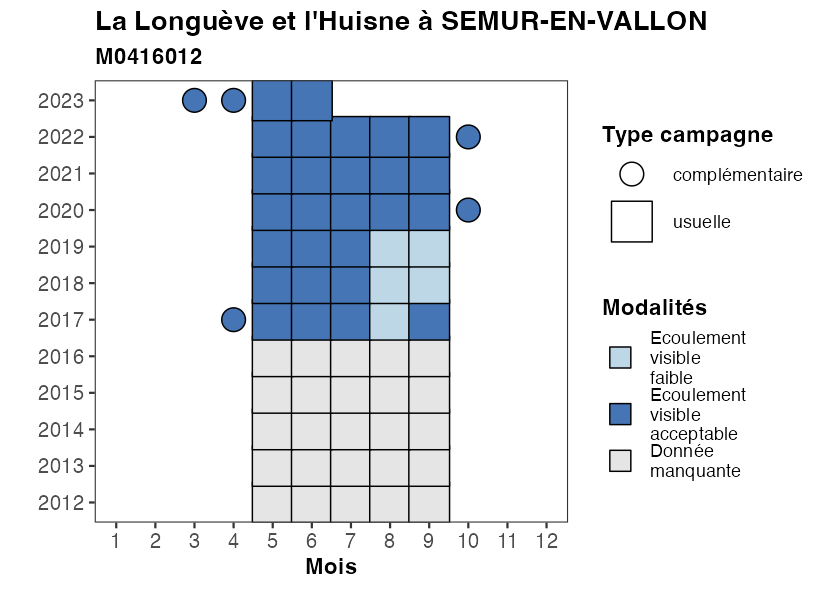 La Longuève et l'Huisne à SEMUR-EN-VALLON
M0416012
2023
2022
2021
2020
2019
2018
2017
2016
2015
2014
2013
2012
1 2 3 4 5 6 7 8 9 10 11 12
Mois
Type campagne
complémentaire
usuelle
Modalités
Ecoulement
visible
faible
Ecoulement
visible
acceptable
Donnée
manquante